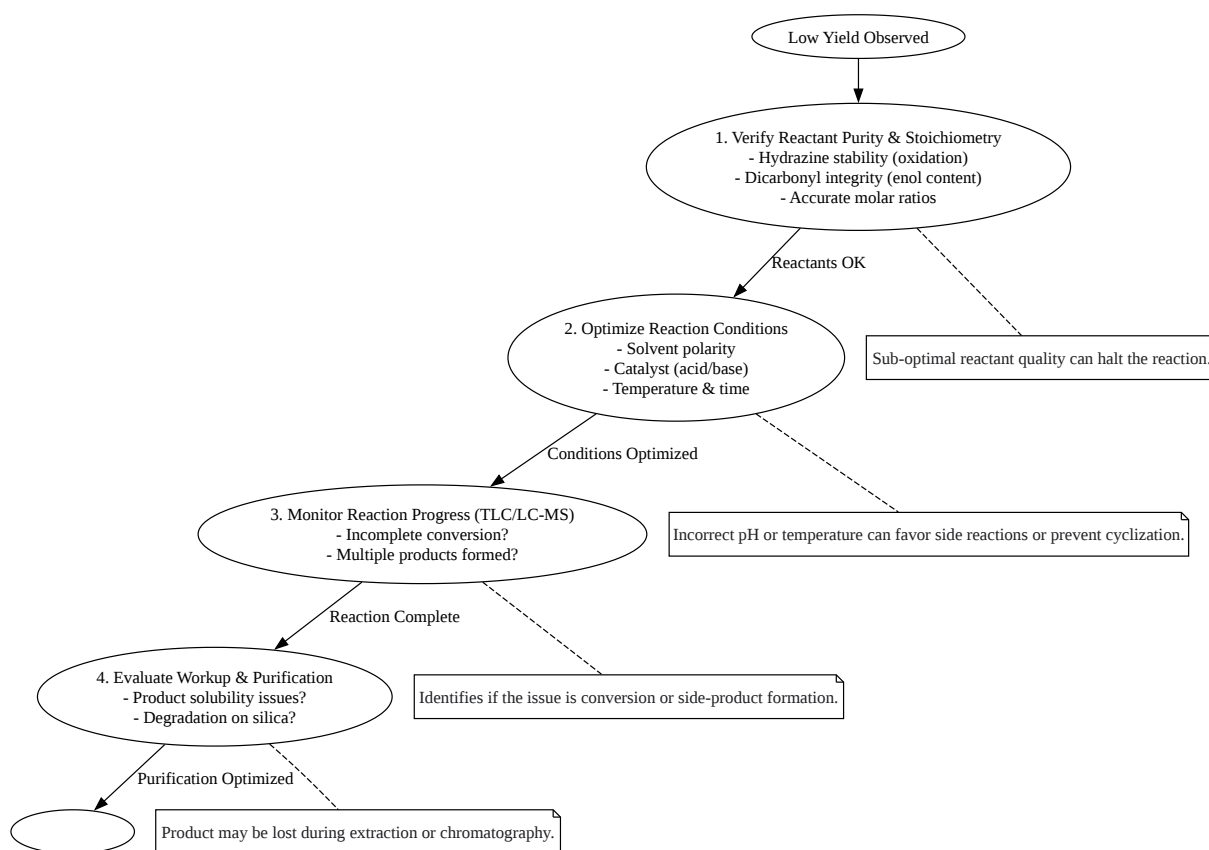 Low Yield Observed
1. Verify Reactant Purity & Stoichiometry
- Hydrazine stability (oxidation)
- Dicarbonyl integrity (enol content)
- Accurate molar ratios
Reactants OK
2. Optimize Reaction Conditions
- Solvent polarity
- Catalyst (acid/base)
- Temperature & time
Sub-optimal reactant quality can halt the reaction.
Conditions Optimized
3. Monitor Reaction Progress (TLC/LC-MS)
- Incomplete conversion?
- Multiple products formed?
Incorrect pH or temperature can favor side reactions or prevent cyclization.
Reaction Complete
4. Evaluate Workup & Purification
- Product solubility issues?
- Degradation on silica?
Identifies if the issue is conversion or side-product formation.
Purification Optimized
Product may be lost during extraction or chromatography.